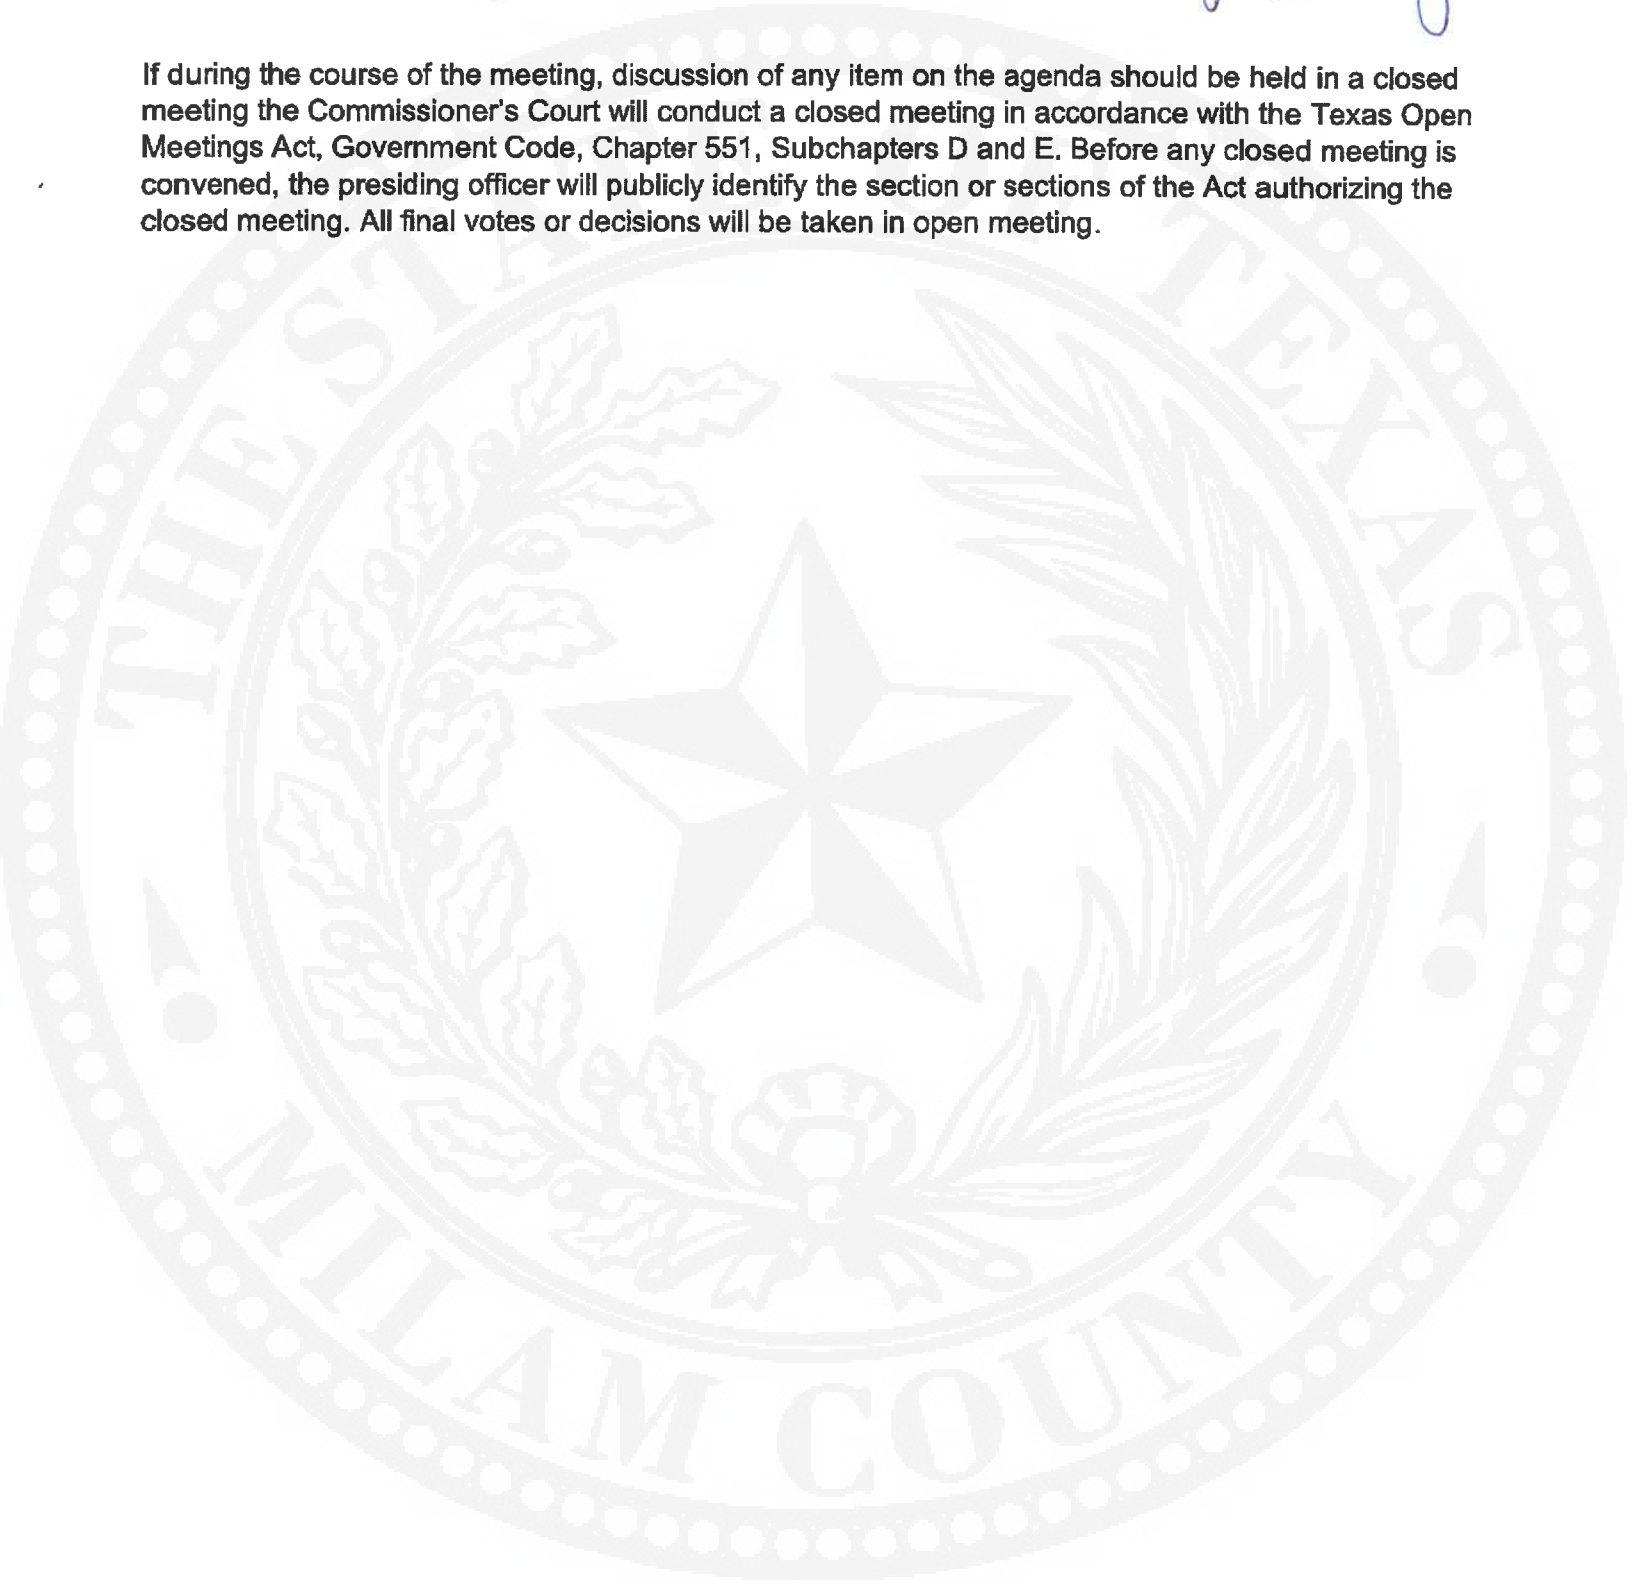 If during the course of the meeting, discussion of any item on the agenda should be held in a closed
meeting the Commissioner's Court will conduct a closed meeting in accordance with the Texas Open
Meetings Act, Government Code, Chapter 551, Subchapters D and E. Before any closed meeting is
convened, the presiding officer will publicly identify the section or sections of the Act authorizing the
closed meeting. All final votes or decisions will be taken in open meeting.
THE STATE OF TEXAS
MILAM COUNTY